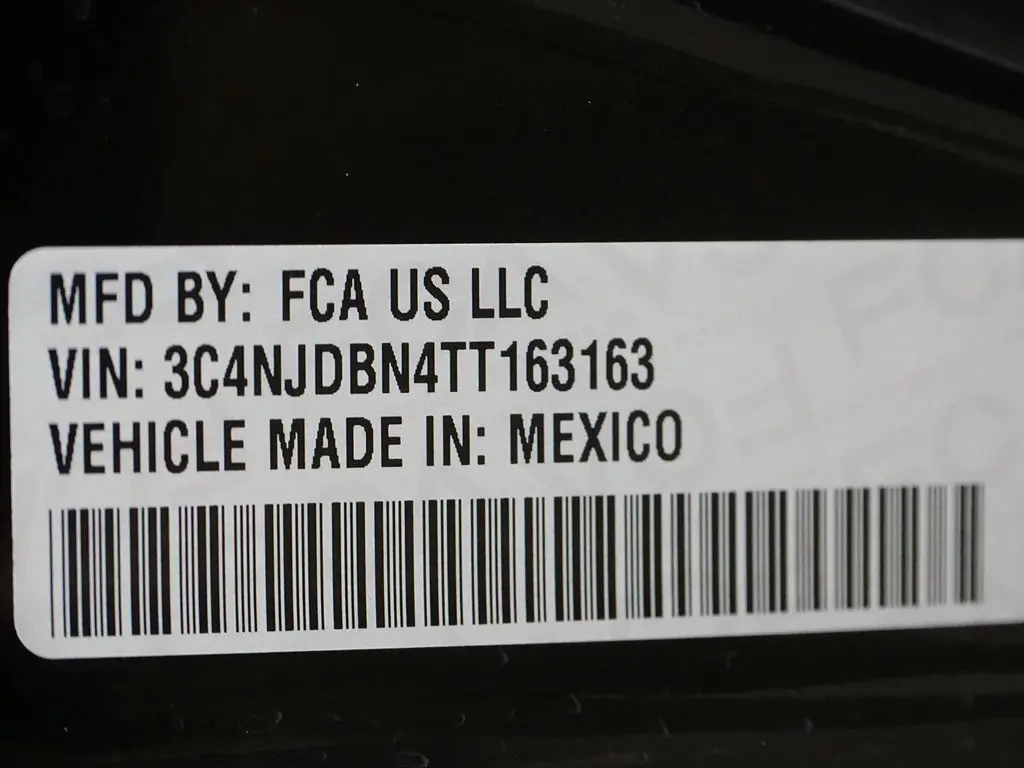 MFD BY: FCA US LLC
VIN: 3C4NJDBN4TT163163
VEHICLE MADE IN: MEXICO